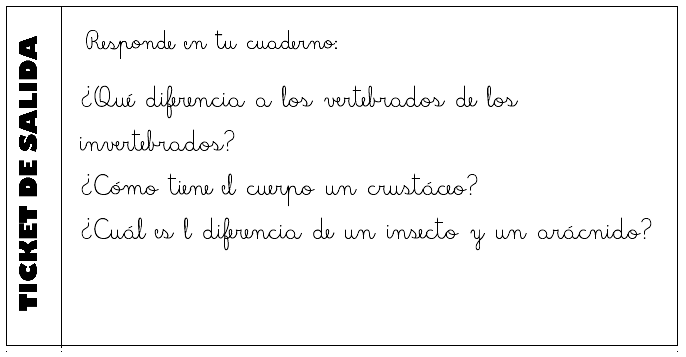 TICKET DE SALIDA
Responde en tu cuaderno:
¿Qué diferencia a los vertebrados de los
invertebrados?
¿Cómo tiene el cuerpo un crustáceo?
¿Cuál es l diferencia de un insecto y un arácnido?